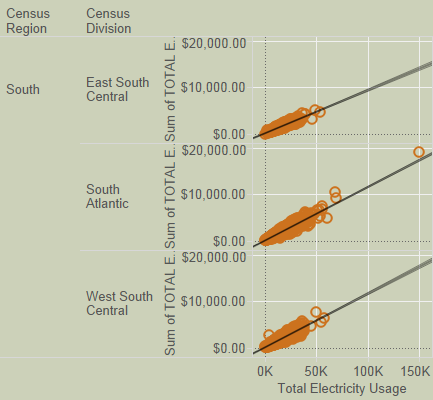 Census Census
Region Division
South
East South
Central
Sum of TOTAL E.
$20,000.00
$10,000.00
$0.00
South
Atlantic
Sum of TOTAL E.
$20,000.00
$10,000.00
$0.00
West South
Central
Sum of TOTAL E.
$20,000.00
$10,000.00
$0.00
0K 50K 100K 150K
Total Electricity Usage